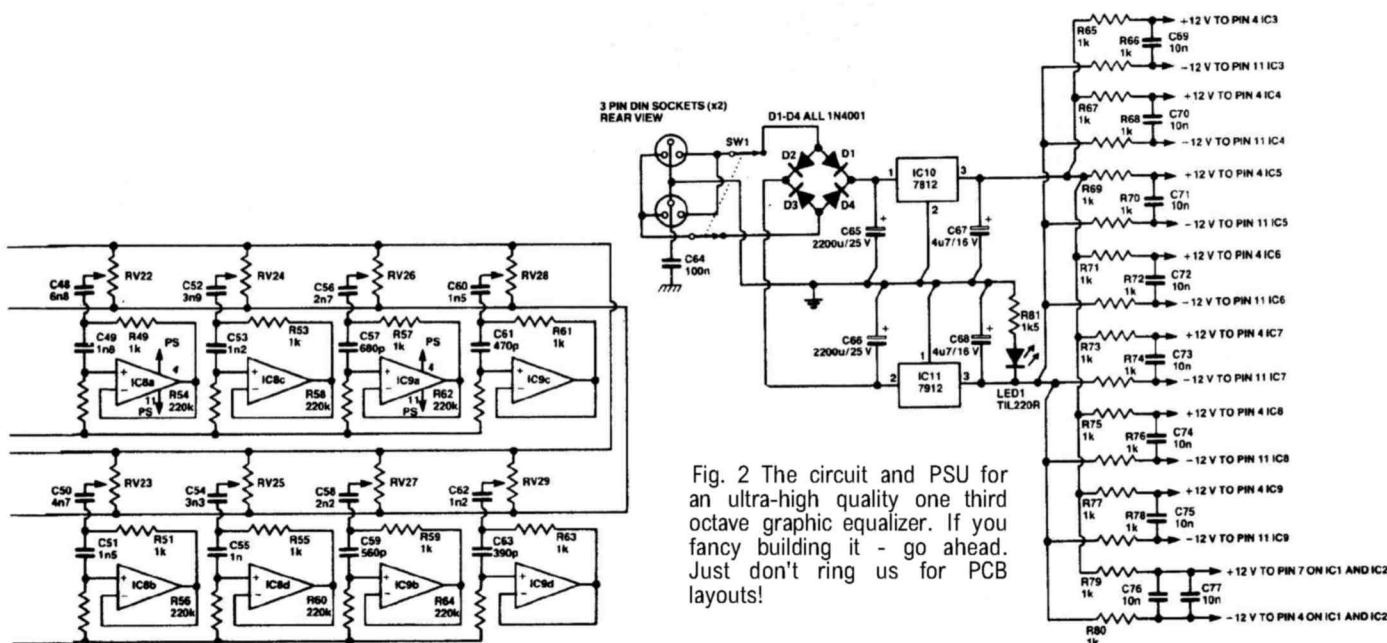 3 PIN DIN SOCKETS (x2)
REAR VIEW
SW1
D1-D4 ALL 1N4001
D2
D1
D3
D4
C64
100n
1
IC10
7812
3
2
C65
2200u/25 V
+
C67
4u7/16 V
+
C66
2200u/25 V
+
C68
4u7/16 V
+
1
2
IC11
7912
3
R81
1k5
LED1
TIL220R
R65
1k
R66
1k
C69
10n
+12 V TO PIN 4 IC3
-12 V TO PIN 11 IC3
R67
1k
R68
1k
C70
10n
+12 V TO PIN 4 IC4
-12 V TO PIN 11 IC4
R69
1k
R70
1k
C71
10n
+12 V TO PIN 4 IC5
-12 V TO PIN 11 IC5
R71
1k
R72
1k
C72
10n
+12 V TO PIN 4 IC6
-12 V TO PIN 11 IC6
R73
1k
R74
1k
C73
10n
+12 V TO PIN 4 IC7
-12 V TO PIN 11 IC7
R75
1k
R76
1k
C74
10n
+12 V TO PIN 4 IC8
-12 V TO PIN 11 IC8
R77
1k
R78
1k
C75
10n
+12 V TO PIN 4 IC9
-12 V TO PIN 11 IC9
R79
1k
C76
10n
C77
10n
R80
1k
+12 V TO PIN 7 ON IC1 AND IC2
-12 V TO PIN 4 ON IC1 AND IC2
C48
6n8
RV22
C49
1n8
R49
1k
PS
4
+
-
IC8a
11
PS
R54
220k
C52
3n9
RV24
C53
1n2
R53
1k
+
-
IC8c
R58
220k
C56
2n7
RV26
C57
680p
R57
1k
PS
4
+
-
IC9a
11
PS
R62
220k
C60
1n5
RV28
C61
470p
R61
1k
+
-
IC9c
C50
4n7
RV23
C51
1n5
R51
1k
+
-
IC8b
R56
220k
C54
3n3
RV25
C55
1n
R55
1k
+
-
IC8d
R60
220k
C58
2n2
RV27
C59
560p
R59
1k
+
-
IC9b
R64
220k
C62
1n2
RV29
C63
390p
R63
1k
+
-
IC9d
Fig. 2 The circuit and PSU for
an ultra-high quality one third
octave graphic equalizer. If you
fancy building it - go ahead.
Just don't ring us for PCB
layouts!